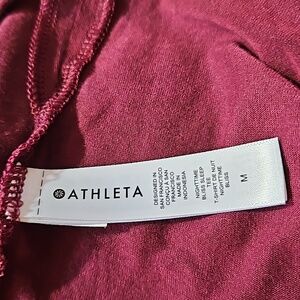 ATHLETA
DESIGNED IN
SAN FRANCISCO
CONÇU À SAN
FRANCISCO
MADE IN
INDONESIA
NIGHTTIME
BLISS SLEEP
TEE
T-SHIRT DE NUIT
NIGHTTIME
BLISS
M